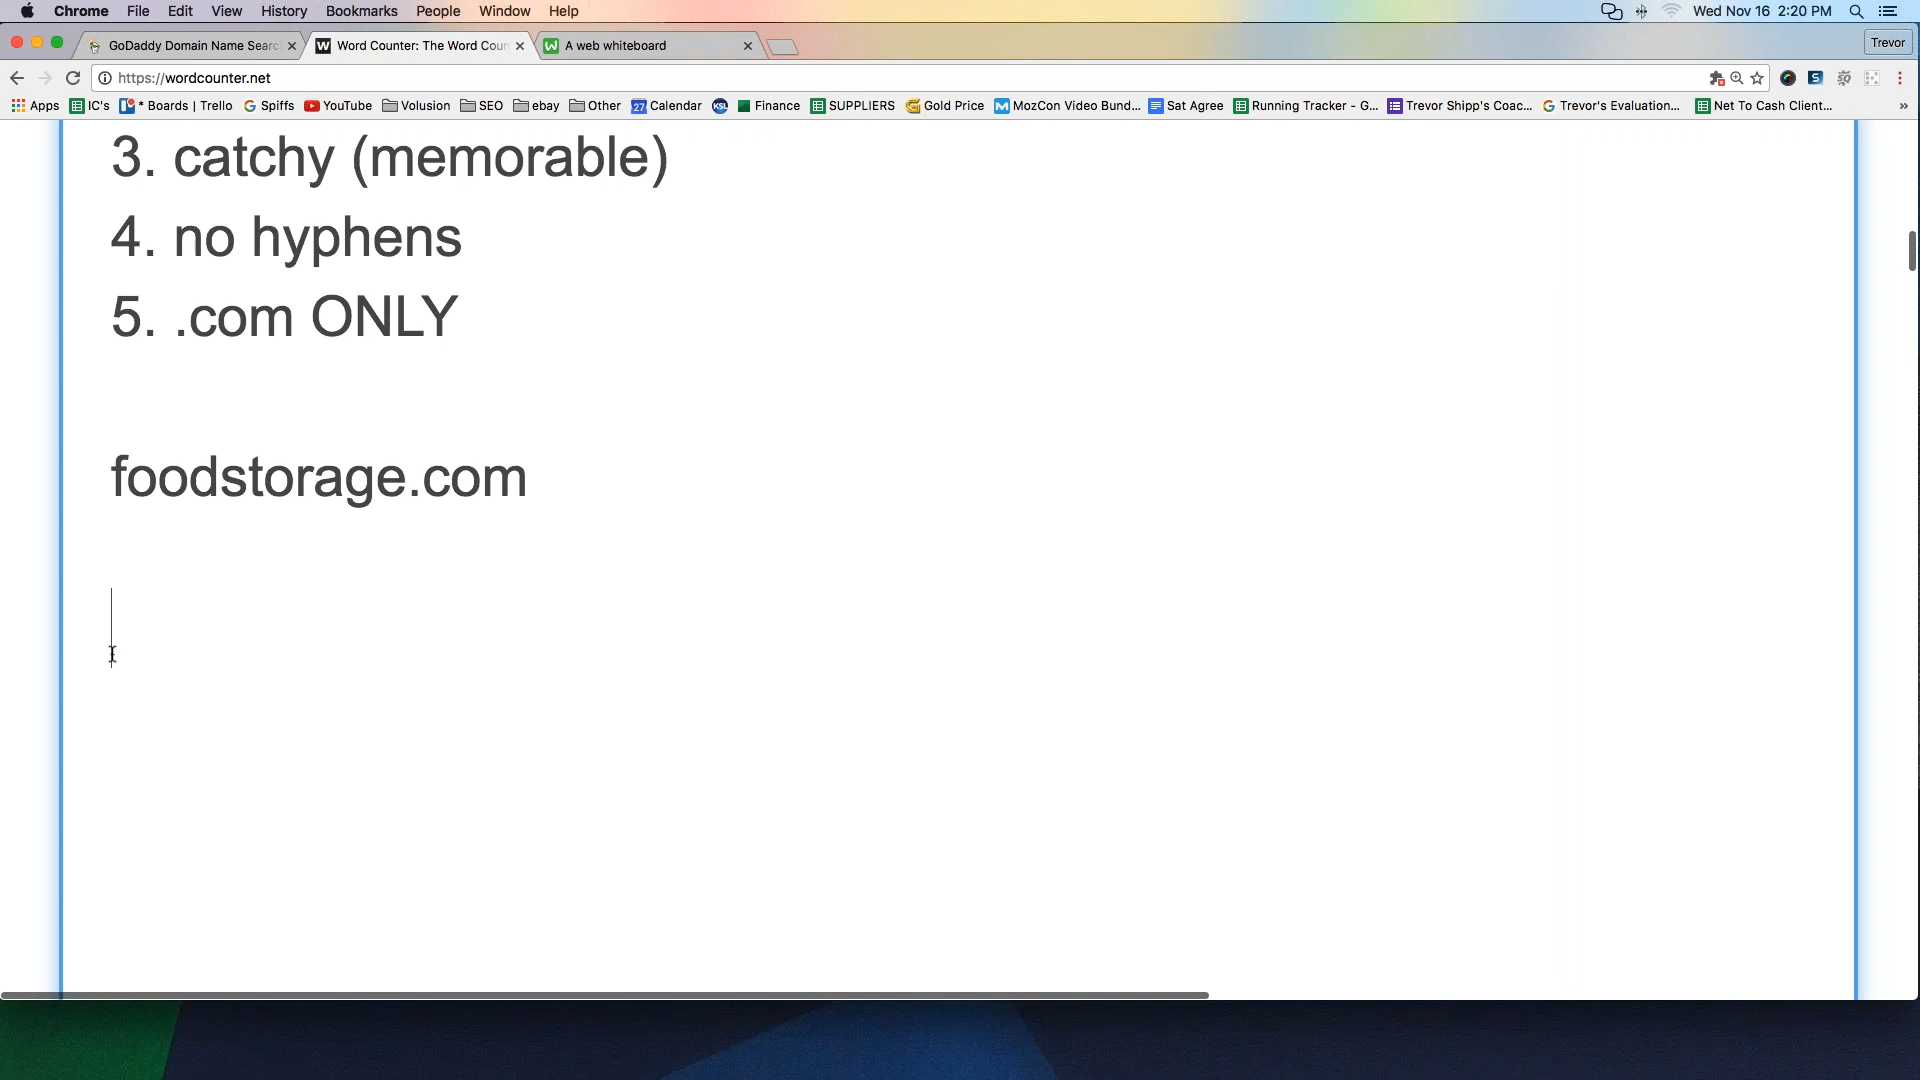 Chrome File Edit View History Bookmarks People Window Help
Wed Nov 16 2:20 PM
GoDaddy Domain Name Searc
Word Counter: The Word Coun
A web whiteboard
Trevor
https://wordcounter.net
Apps IC's * Boards | Trello Spiffs YouTube Volusion SEO ebay Other 27 Calendar KSL Finance SUPPLIERS Gold Price MozCon Video Bund... Sat Agree Running Tracker - G... Trevor Shipp's Coac... Trevor's Evaluation... Net To Cash Client... »
3. catchy (memorable)
4. no hyphens
5. .com ONLY
foodstorage.com